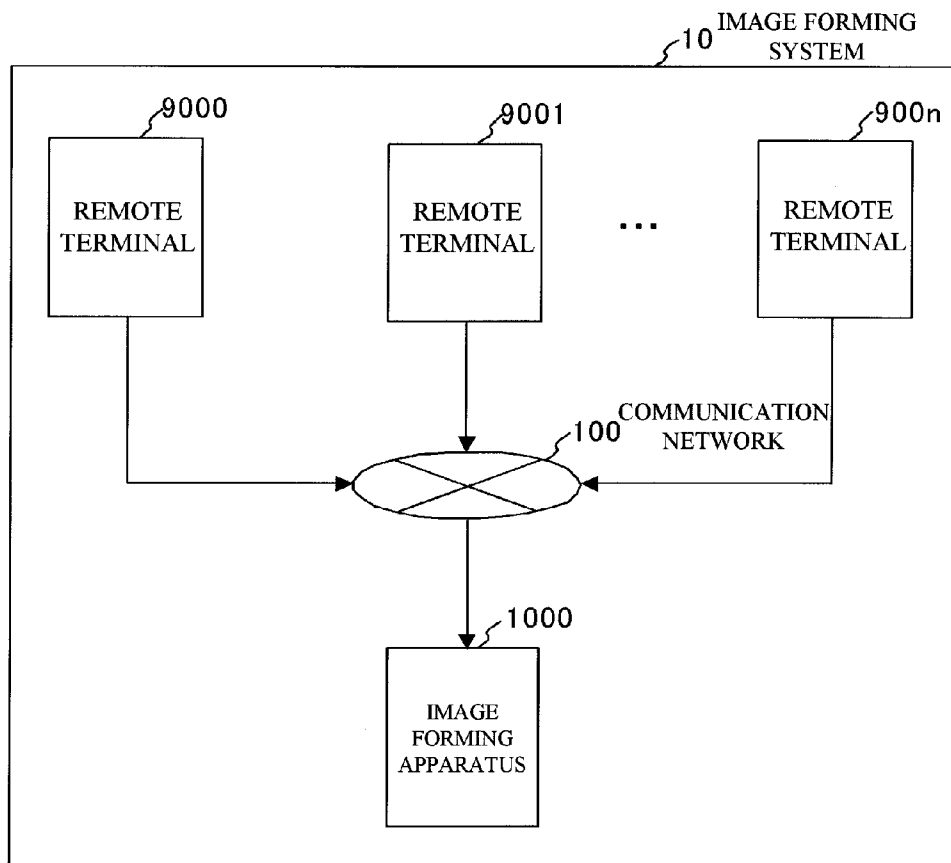 10 IMAGE FORMING
SYSTEM
9000
9001
900n
REMOTE
TERMINAL
REMOTE
TERMINAL
...
REMOTE
TERMINAL
COMMUNICATION
NETWORK
100
1000
IMAGE
FORMING
APPARATUS